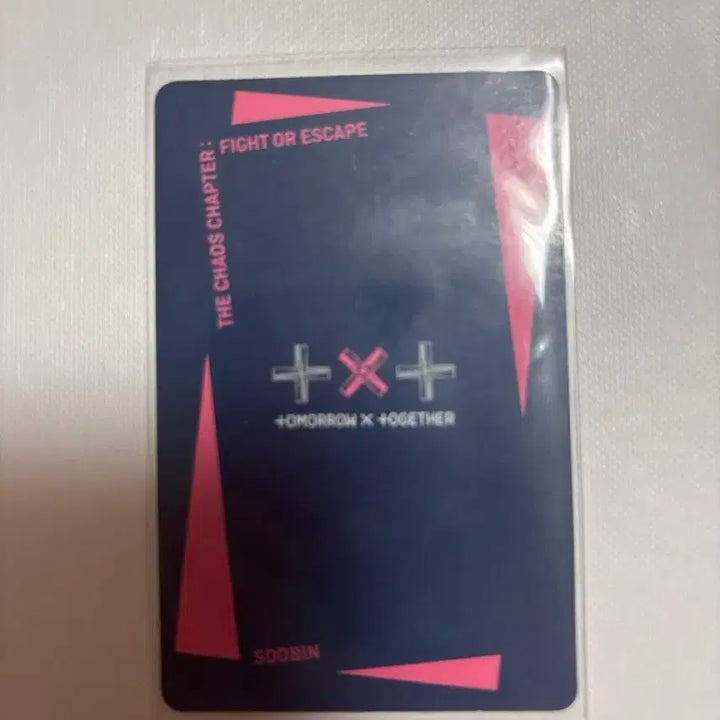 FIGHT OR ESCAPE
THE CHAOS CHAPTER:
+×+
+OMORROW × +OGETHER
SOOBIN